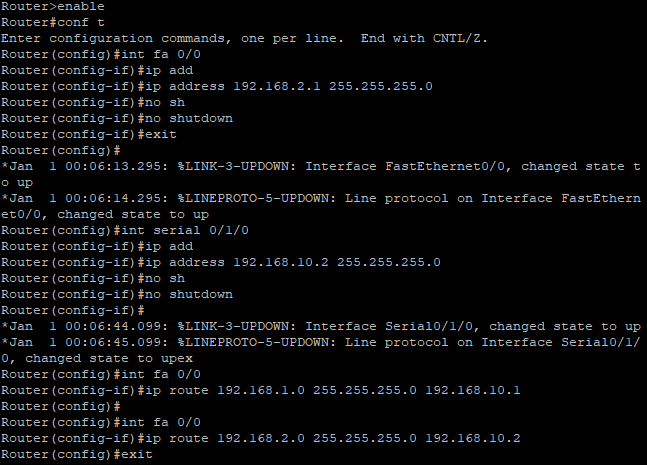 Router>enable
Router#conf t
Enter configuration commands, one per line.  End with CNTL/Z.
Router(config)#int fa 0/0
Router(config-if)#ip add
Router(config-if)#ip address 192.168.2.1 255.255.255.0
Router(config-if)#no sh
Router(config-if)#no shutdown
Router(config-if)#exit
Router(config)#
*Jan  1 00:06:13.295: %LINK-3-UPDOWN: Interface FastEthernet0/0, changed state t
o up
*Jan  1 00:06:14.295: %LINEPROTO-5-UPDOWN: Line protocol on Interface FastEthern
et0/0, changed state to up
Router(config)#int serial 0/1/0
Router(config-if)#ip add
Router(config-if)#ip address 192.168.10.2 255.255.255.0
Router(config-if)#no sh
Router(config-if)#no shutdown
Router(config-if)#
*Jan  1 00:06:44.099: %LINK-3-UPDOWN: Interface Serial0/1/0, changed state to up
*Jan  1 00:06:45.099: %LINEPROTO-5-UPDOWN: Line protocol on Interface Serial0/1/
0, changed state to upex
Router(config)#int fa 0/0
Router(config-if)#ip route 192.168.1.0 255.255.255.0 192.168.10.1
Router(config)#
Router(config)#int fa 0/0
Router(config-if)#ip route 192.168.2.0 255.255.255.0 192.168.10.2
Router(config)#exit